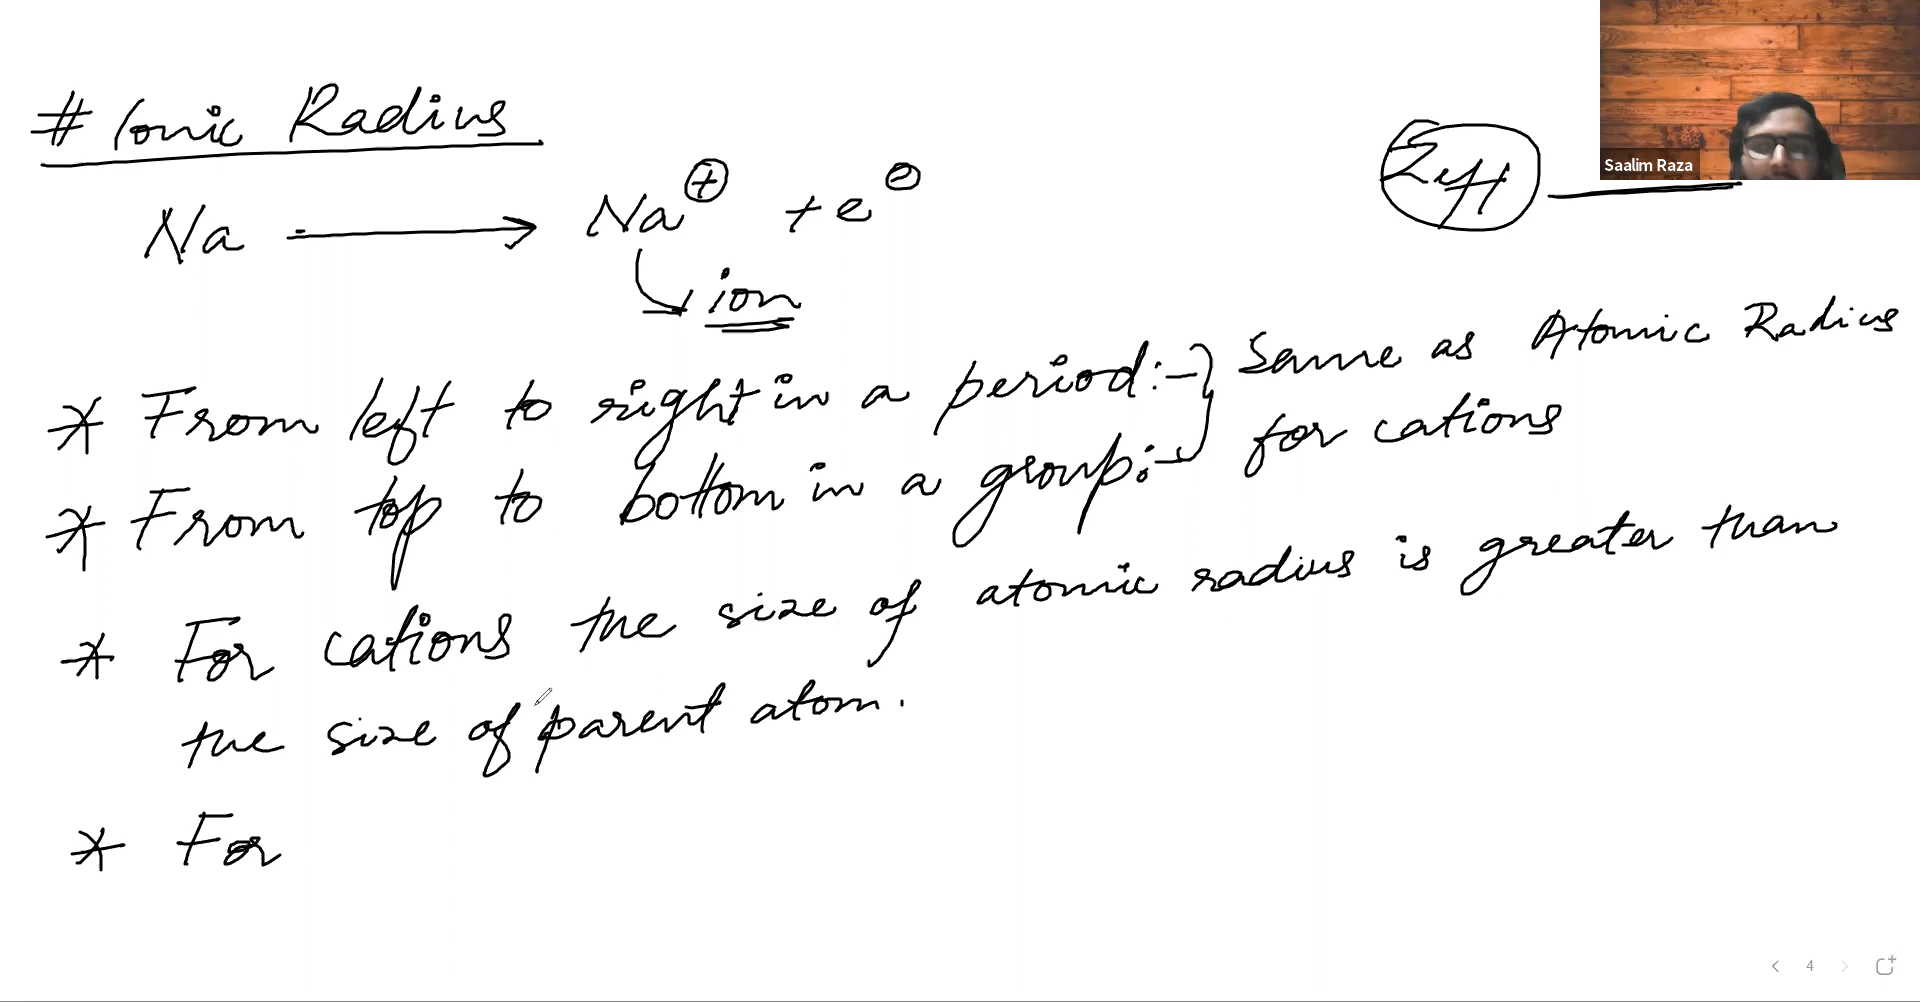 # Ionic Radius
Na → Na⊕ + e⊖
Zeff
Saalim Raza
ion
* From left to right in a period:- } Same as Atomic Radius
* From top to bottom in a group:- for cations
* For cations the size of atomic radius is greater than
the size of parent atom.
* For
4